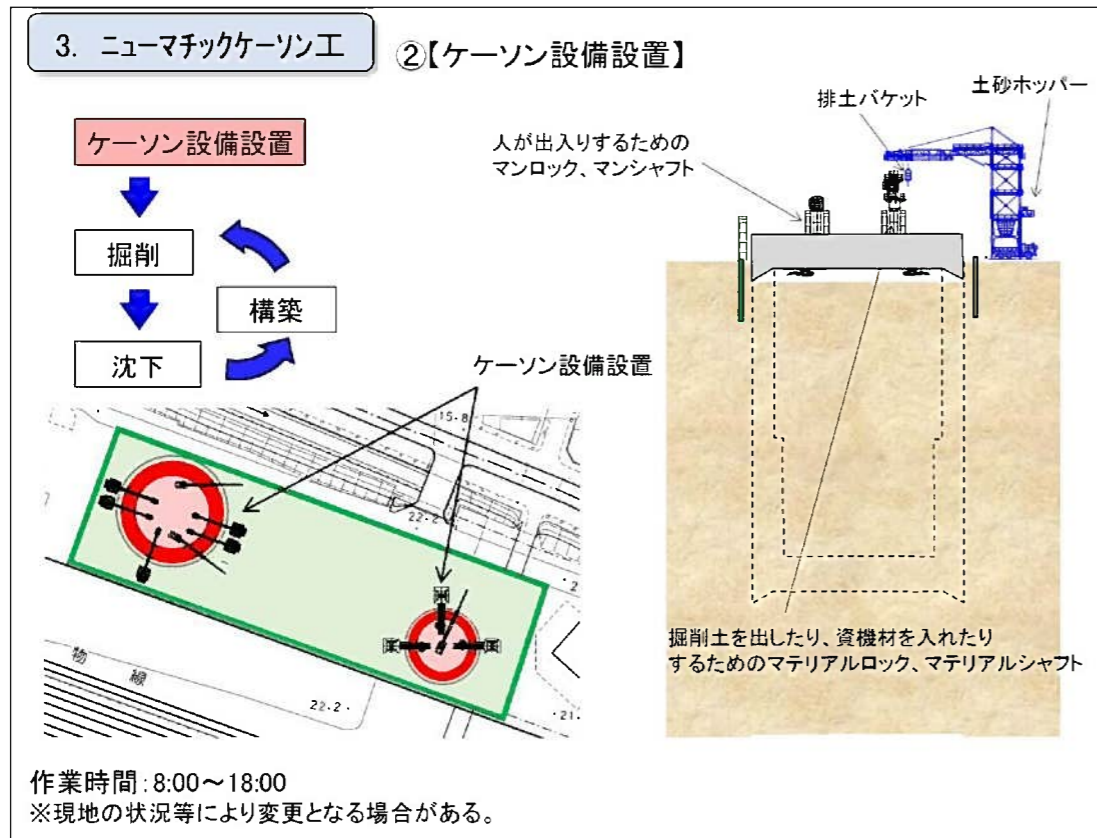 3. ニューマチックケーソン工
②【ケーソン設備設置】
ケーソン設備設置
掘削
構築
沈下
人が出入りするための
マンロック、マンシャフト
排土バケット
土砂ホッパー
ケーソン設備設置
15.8
22.2
物線
22.2
21.
掘削土を出したり、資機材を入れたり
するためのマテリアルロック、マテリアルシャフト
作業時間:8:00～18:00
※現地の状況等により変更となる場合がある。